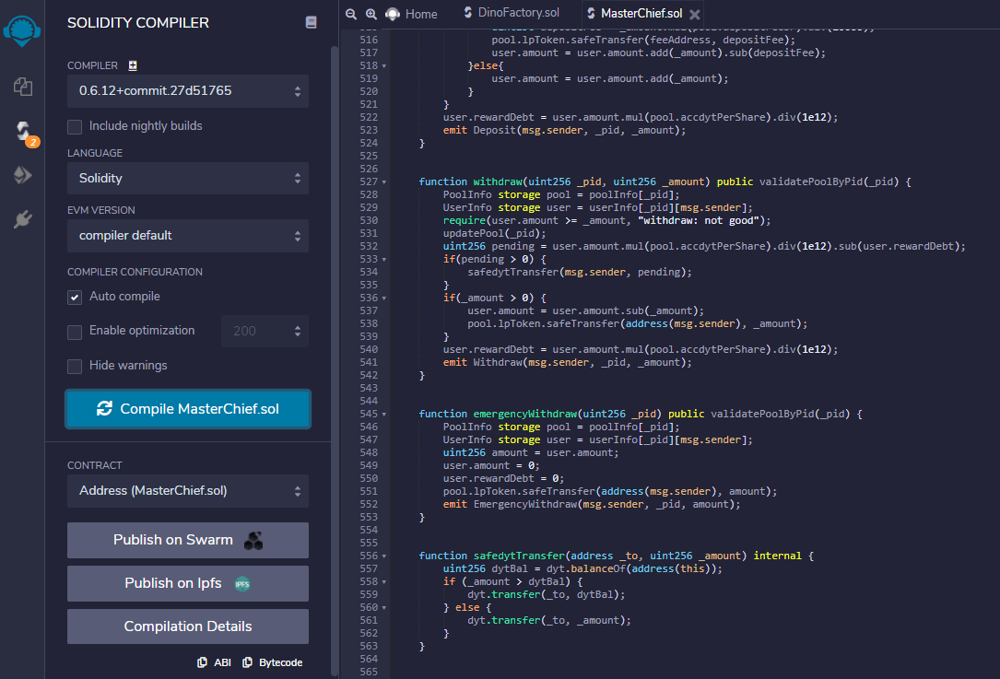 SOLIDITY COMPILER
COMPILER
0.6.12+commit.27d51765
Include nightly builds
LANGUAGE
Solidity
EVM VERSION
compiler default
COMPILER CONFIGURATION
Auto compile
Enable optimization 200
Hide warnings
Compile MasterChief.sol
CONTRACT
Address (MasterChief.sol)
Publish on Swarm
Publish on Ipfs
IPFS
Compilation Details
ABI Bytecode
2
Home DinoFactory.sol MasterChief.sol
516 pool.lpToken.safeTransfer(feeAddress, depositFee);
517 user.amount = user.amount.add(_amount).sub(depositFee);
518 }else{
519 user.amount = user.amount.add(_amount);
520 }
521 }
522 user.rewardDebt = user.amount.mul(pool.accdytPerShare).div(1e12);
523 emit Deposit(msg.sender, _pid, _amount);
524 }
525
526
527 function withdraw(uint256 _pid, uint256 _amount) public validatePoolByPid(_pid) {
528 PoolInfo storage pool = poolInfo[_pid];
529 UserInfo storage user = userInfo[_pid][msg.sender];
530 require(user.amount >= _amount, "withdraw: not good");
531 updatePool(_pid);
532 uint256 pending = user.amount.mul(pool.accdytPerShare).div(1e12).sub(user.rewardDebt);
533 if(pending > 0) {
534 safedytTransfer(msg.sender, pending);
535 }
536 if(_amount > 0) {
537 user.amount = user.amount.sub(_amount);
538 pool.lpToken.safeTransfer(address(msg.sender), _amount);
539 }
540 user.rewardDebt = user.amount.mul(pool.accdytPerShare).div(1e12);
541 emit Withdraw(msg.sender, _pid, _amount);
542 }
543
544
545 function emergencyWithdraw(uint256 _pid) public validatePoolByPid(_pid) {
546 PoolInfo storage pool = poolInfo[_pid];
547 UserInfo storage user = userInfo[_pid][msg.sender];
548 uint256 amount = user.amount;
549 user.amount = 0;
550 user.rewardDebt = 0;
551 pool.lpToken.safeTransfer(address(msg.sender), amount);
552 emit EmergencyWithdraw(msg.sender, _pid, amount);
553 }
554
555
556 function safedytTransfer(address _to, uint256 _amount) internal {
557 uint256 dytBal = dyt.balanceOf(address(this));
558 if (_amount > dytBal) {
559 dyt.transfer(_to, dytBal);
560 } else {
561 dyt.transfer(_to, _amount);
562 }
563 }
564
565